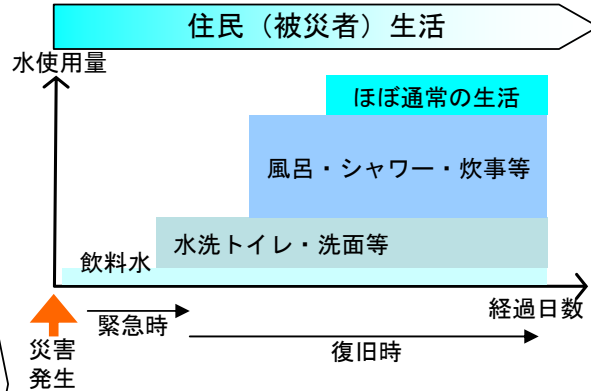 住民（被災者）生活
水使用量
ほぼ通常の生活
風呂・シャワー・炊事等
水洗トイレ・洗面等
飲料水
経過日数
緊急時
復旧時
災害
発生